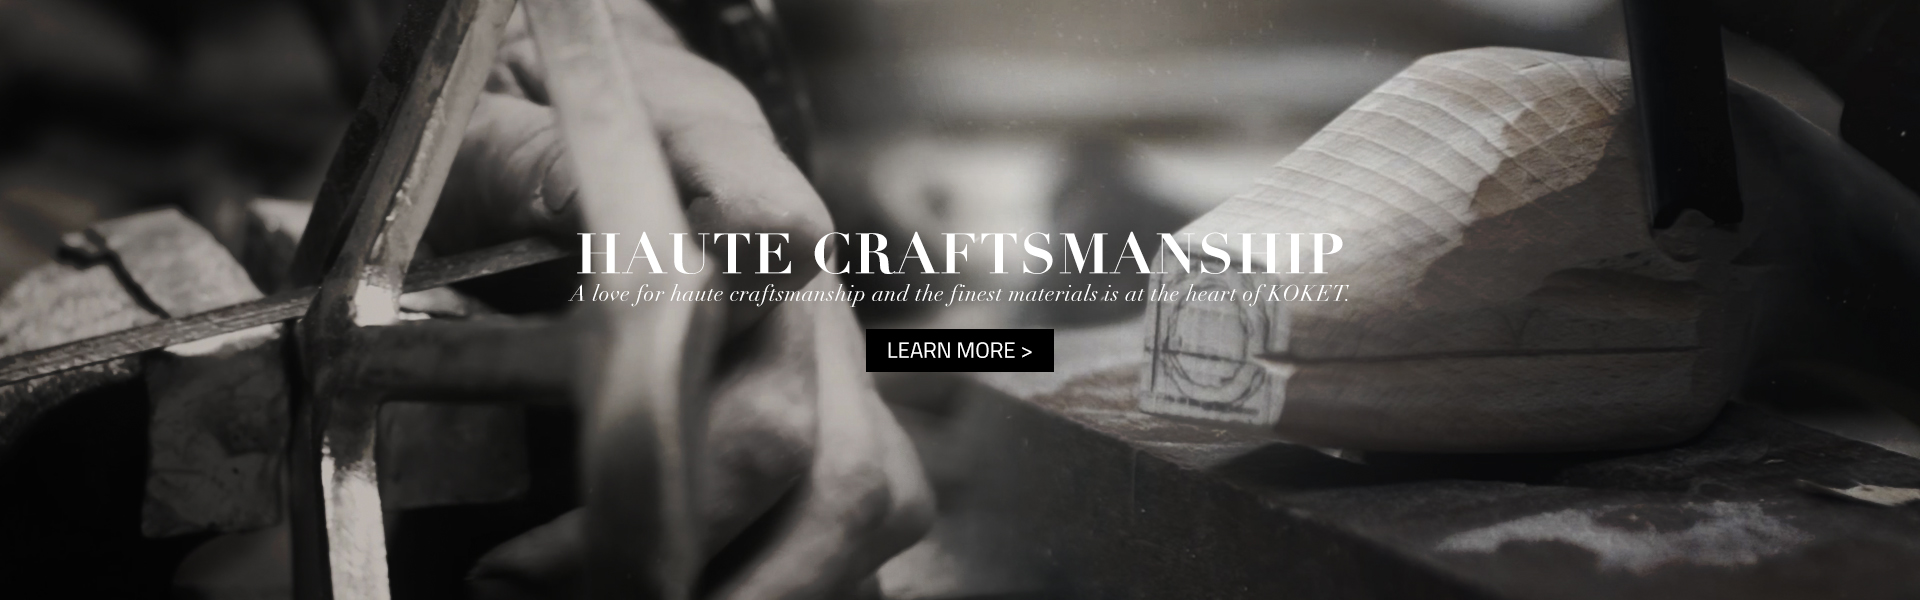 HAUTE CRAFTSMANSHIP
A love for haute craftsmanship and the finest materials is at the heart of KOKET.
LEARN MORE >